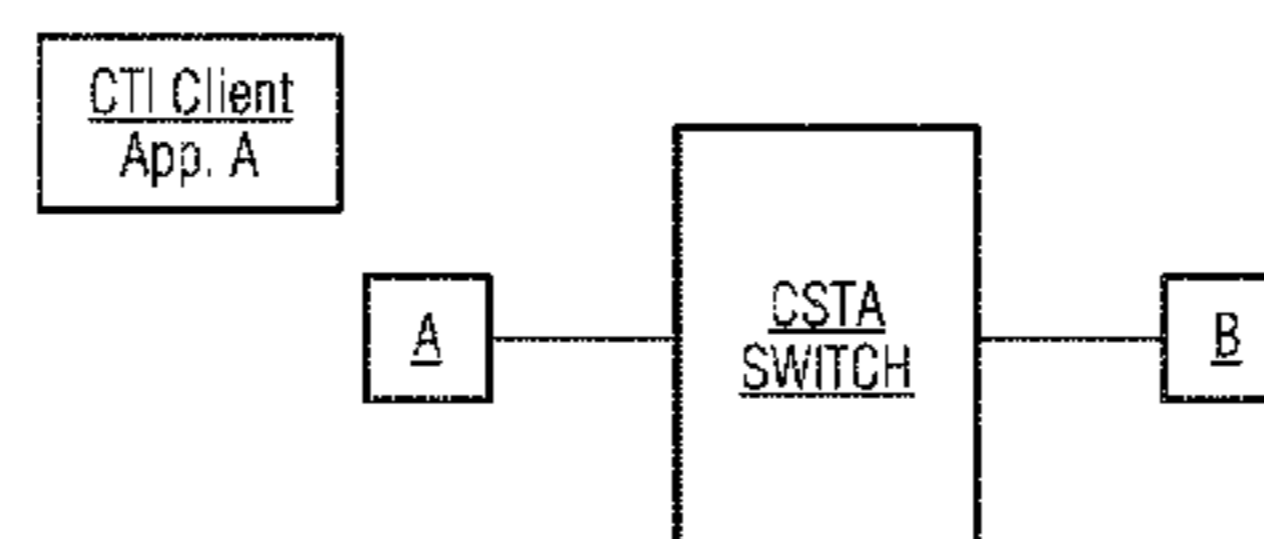 CTI Client
App. A
A
CSTA
SWITCH
B